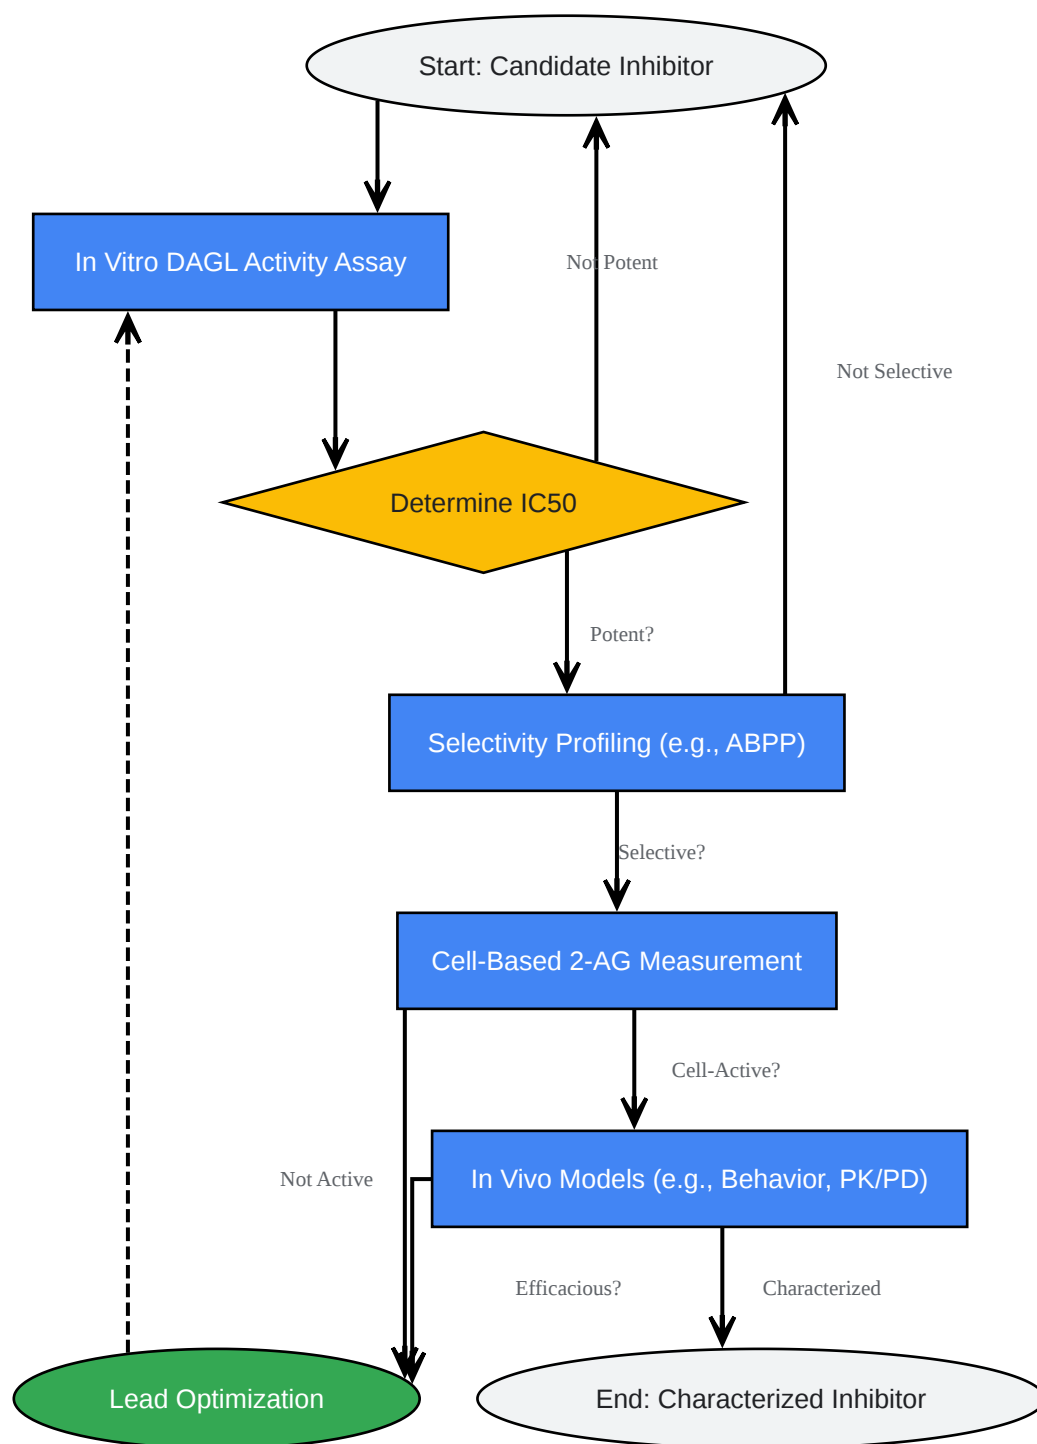 Start: Candidate Inhibitor
In Vitro DAGL Activity Assay
Not Potent
Not Selective
Determine IC50
Potent?
Selectivity Profiling (e.g., ABPP)
Selective?
Cell-Based 2-AG Measurement
Cell-Active?
Not Active
In Vivo Models (e.g., Behavior, PK/PD)
Efficacious?
Characterized
Lead Optimization
End: Characterized Inhibitor